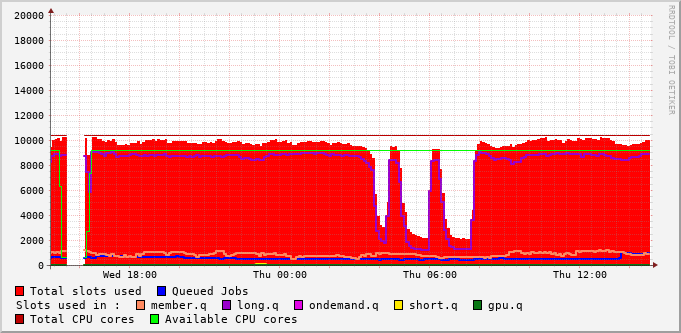 20000
18000
16000
14000
12000
10000
8000
6000
4000
2000
0
Wed 18:00 Thu 00:00 Thu 06:00 Thu 12:00
RRDTOOL / TOBI OETIKER
Total slots used Queued Jobs
Slots used in : member.q long.q ondemand.q short.q gpu.q
Total CPU cores Available CPU cores